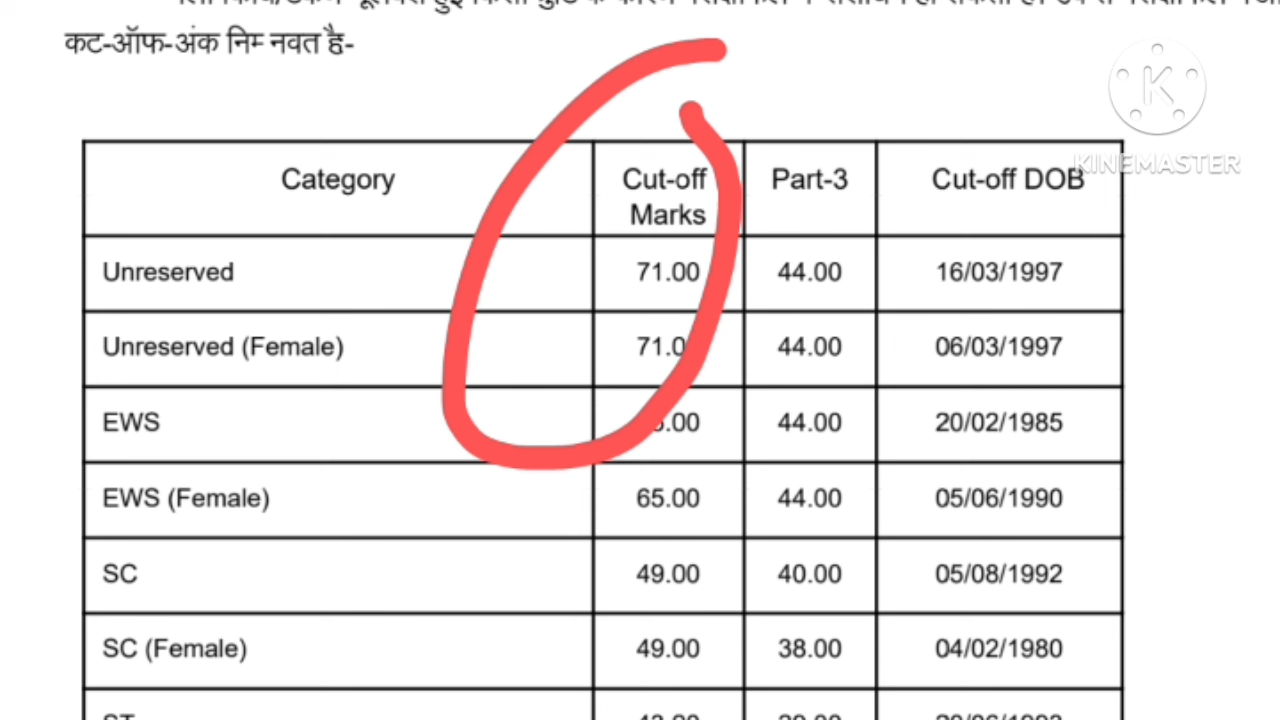 कट-ऑफ-अंक निम्न नवत है-
KINEMASTER
Category Cut-off Marks Part-3 Cut-off DOB
Unreserved 71.00 44.00 16/03/1997
Unreserved (Female) 44.00 06/03/1997
EWS 44.00 20/02/1985
EWS (Female) 65.00 44.00 05/06/1990
SC 49.00 40.00 05/08/1992
SC (Female) 49.00 38.00 04/02/1980